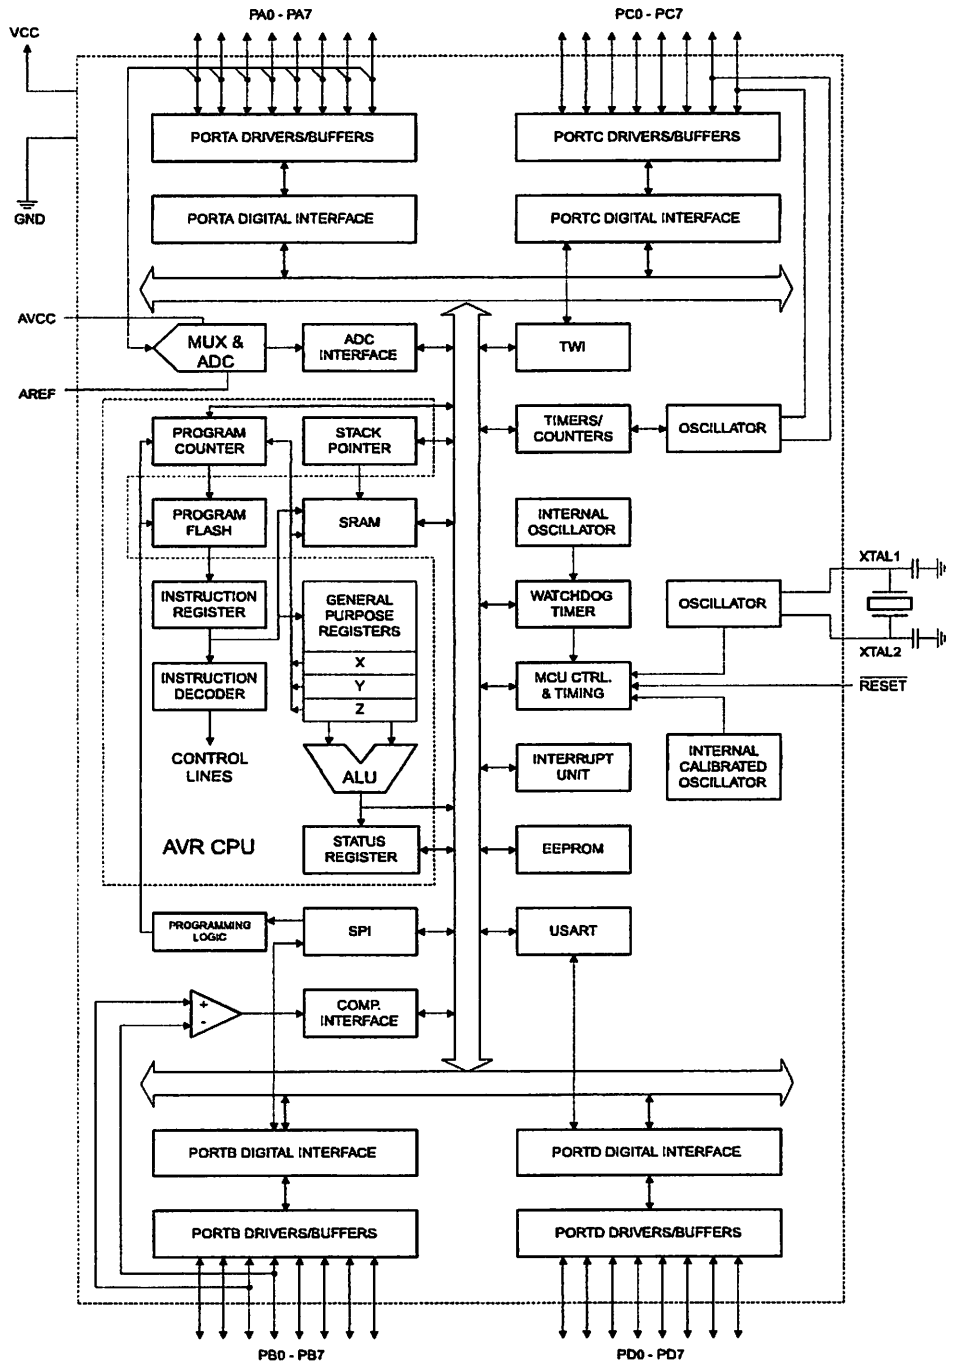 PA0 - PA7
PC0 - PC7
VCC
PORTA DRIVERS/BUFFERS
PORTC DRIVERS/BUFFERS
GND
PORTA DIGITAL INTERFACE
PORTC DIGITAL INTERFACE
AVCC
MUX &
ADC
ADC
INTERFACE
TWI
AREF
PROGRAM
COUNTER
STACK
POINTER
TIMERS/
COUNTERS
OSCILLATOR
PROGRAM
FLASH
SRAM
INTERNAL
OSCILLATOR
XTAL1
INSTRUCTION
REGISTER
GENERAL
PURPOSE
REGISTERS
WATCHDOG
TIMER
OSCILLATOR
XTAL2
X
INSTRUCTION
DECODER
Y
MCU CTRL.
& TIMING
RESET
Z
CONTROL
LINES
ALU
INTERRUPT
UNIT
INTERNAL
CALIBRATED
OSCILLATOR
AVR CPU
STATUS
REGISTER
EEPROM
PROGRAMMING
LOGIC
SPI
USART
+
-
COMP.
INTERFACE
PORTB DIGITAL INTERFACE
PORTD DIGITAL INTERFACE
PORTB DRIVERS/BUFFERS
PORTD DRIVERS/BUFFERS
PB0 - PB7
PD0 - PD7